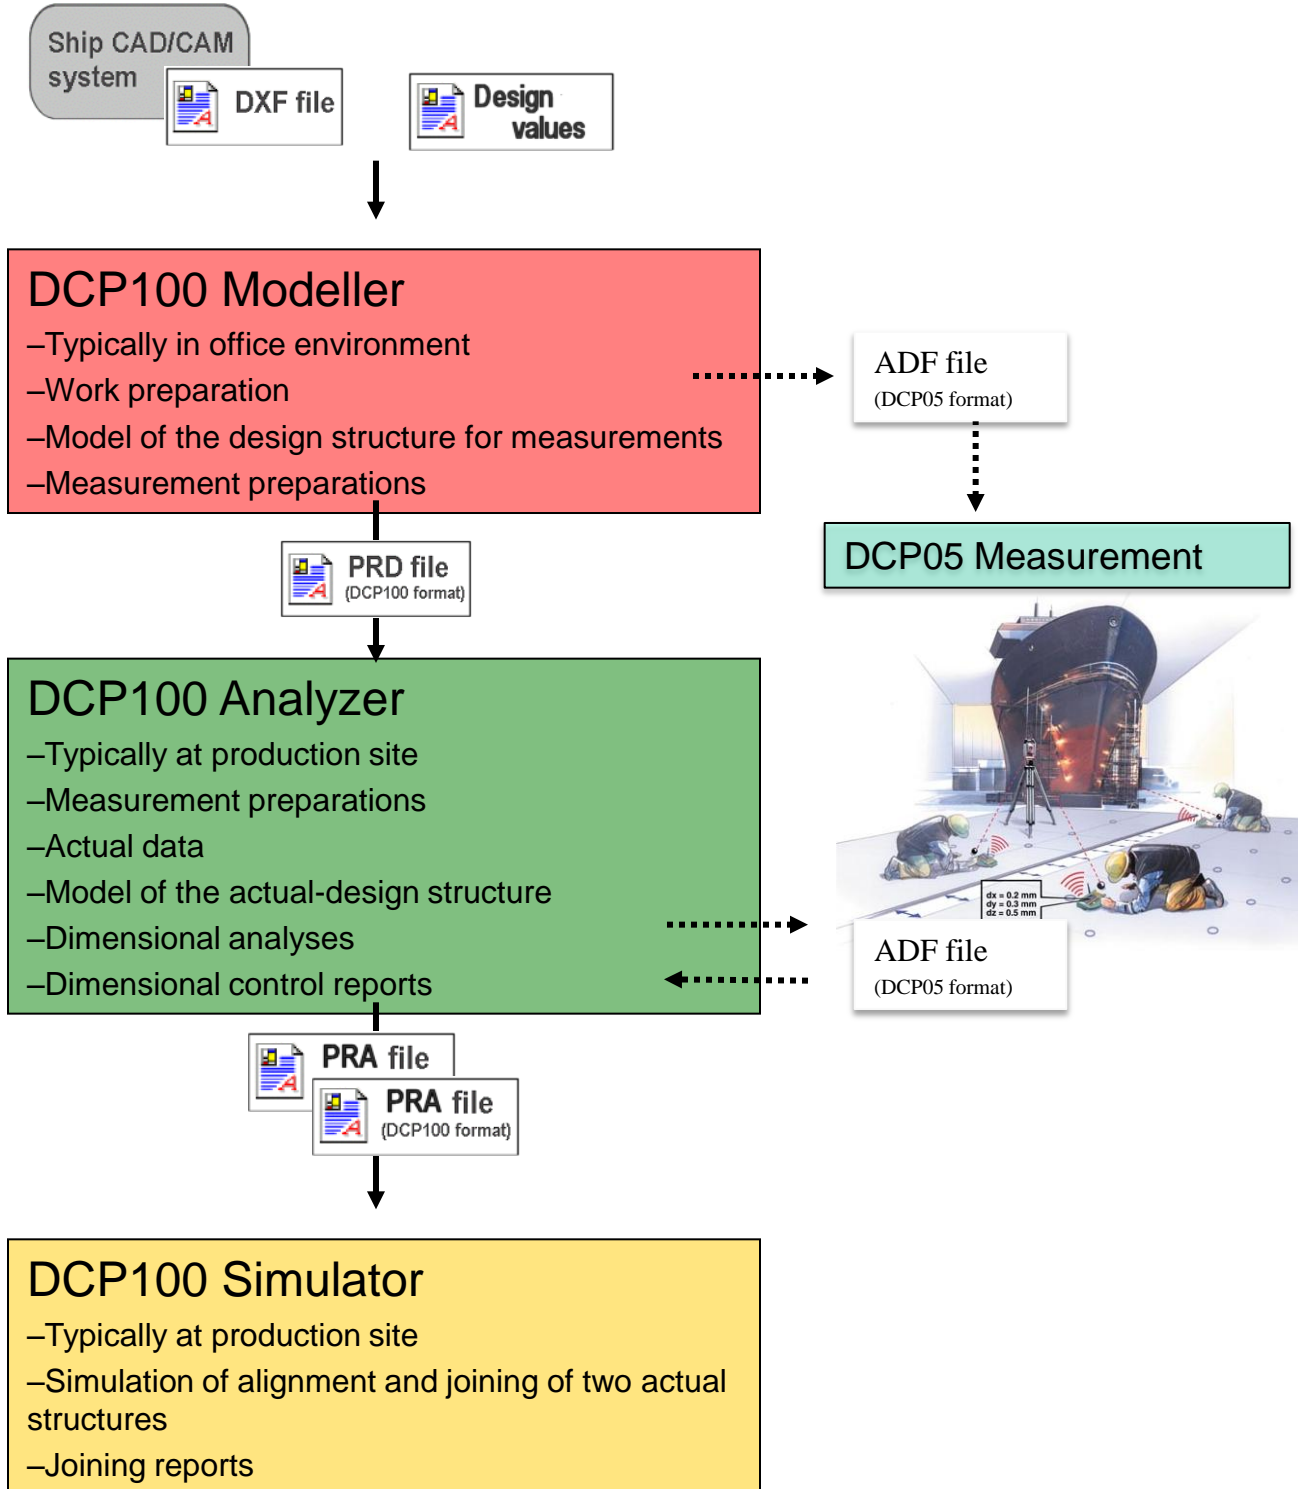 Ship CAD/CAM
system
DXF file
Design
values
DCP100 Modeller
–Typically in office environment
–Work preparation
–Model of the design structure for measurements
–Measurement preparations
ADF file
(DCP05 format)
PRD file
(DCP100 format)
DCP05 Measurement
DCP100 Analyzer
–Typically at production site
–Measurement preparations
–Actual data
–Model of the actual-design structure
–Dimensional analyses
–Dimensional control reports
dx = 0.2 mm
dy = 0.3 mm
dz = 0.5 mm
ADF file
(DCP05 format)
PRA file
PRA file
(DCP100 format)
DCP100 Simulator
–Typically at production site
–Simulation of alignment and joining of two actual
structures
–Joining reports